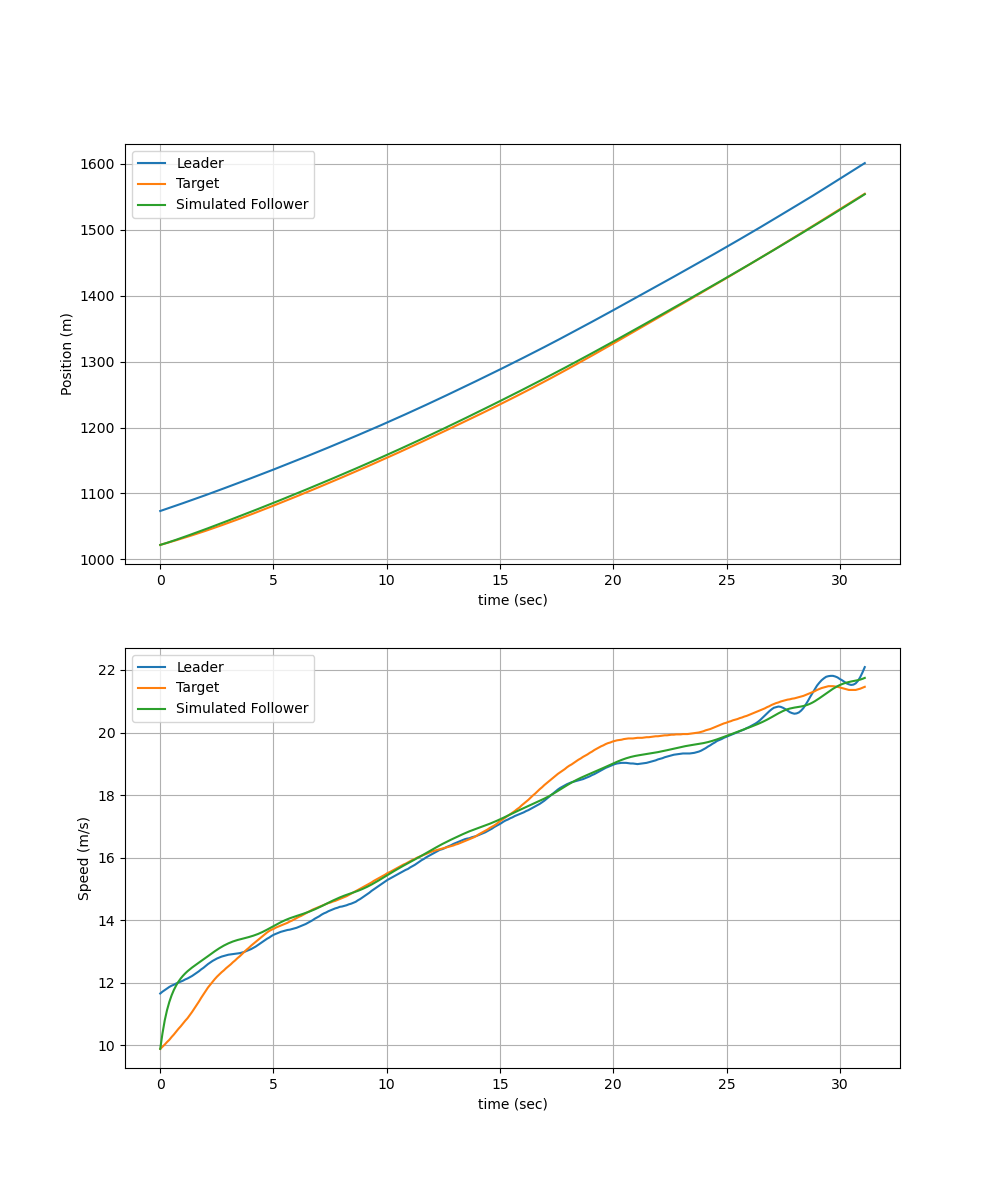 Leader
Target
Simulated Follower
1600
1500
1400
1300
1200
1100
1000
Position (m)
0 5 10 15 20 25 30
time (sec)
Leader
Target
Simulated Follower
22
20
18
16
14
12
10
Speed (m/s)
0 5 10 15 20 25 30
time (sec)